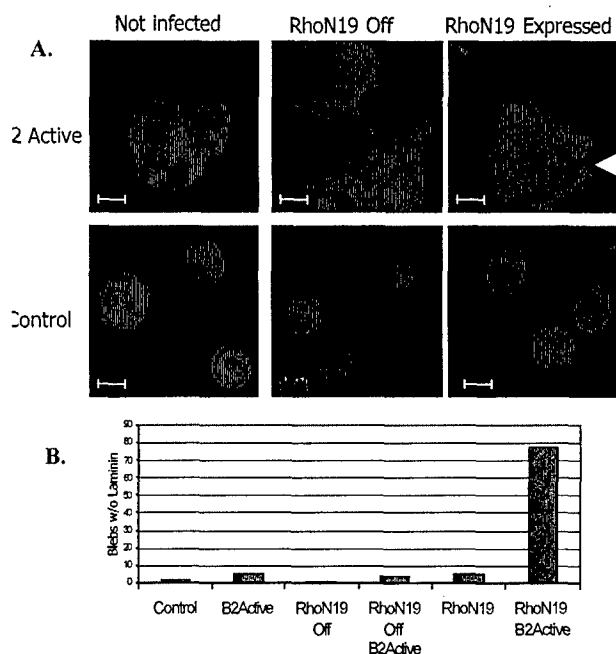 A.
Not infected
RhoN19 Off
RhoN19 Expressed
2 Active
Control
B.
Blebs w/o Laminin
90
80
70
60
50
40
30
20
10
0
Control
B2Active
RhoN19 Off
RhoN19 Off B2Active
RhoN19
RhoN19 B2Active